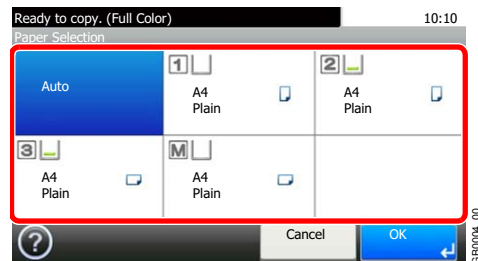 Ready to copy. (Full Color) 10:10
Paper Selection
Auto
1
A4
Plain
2
A4
Plain
3
A4
Plain
M
A4
Plain
?
Cancel
OK
GB0004_00